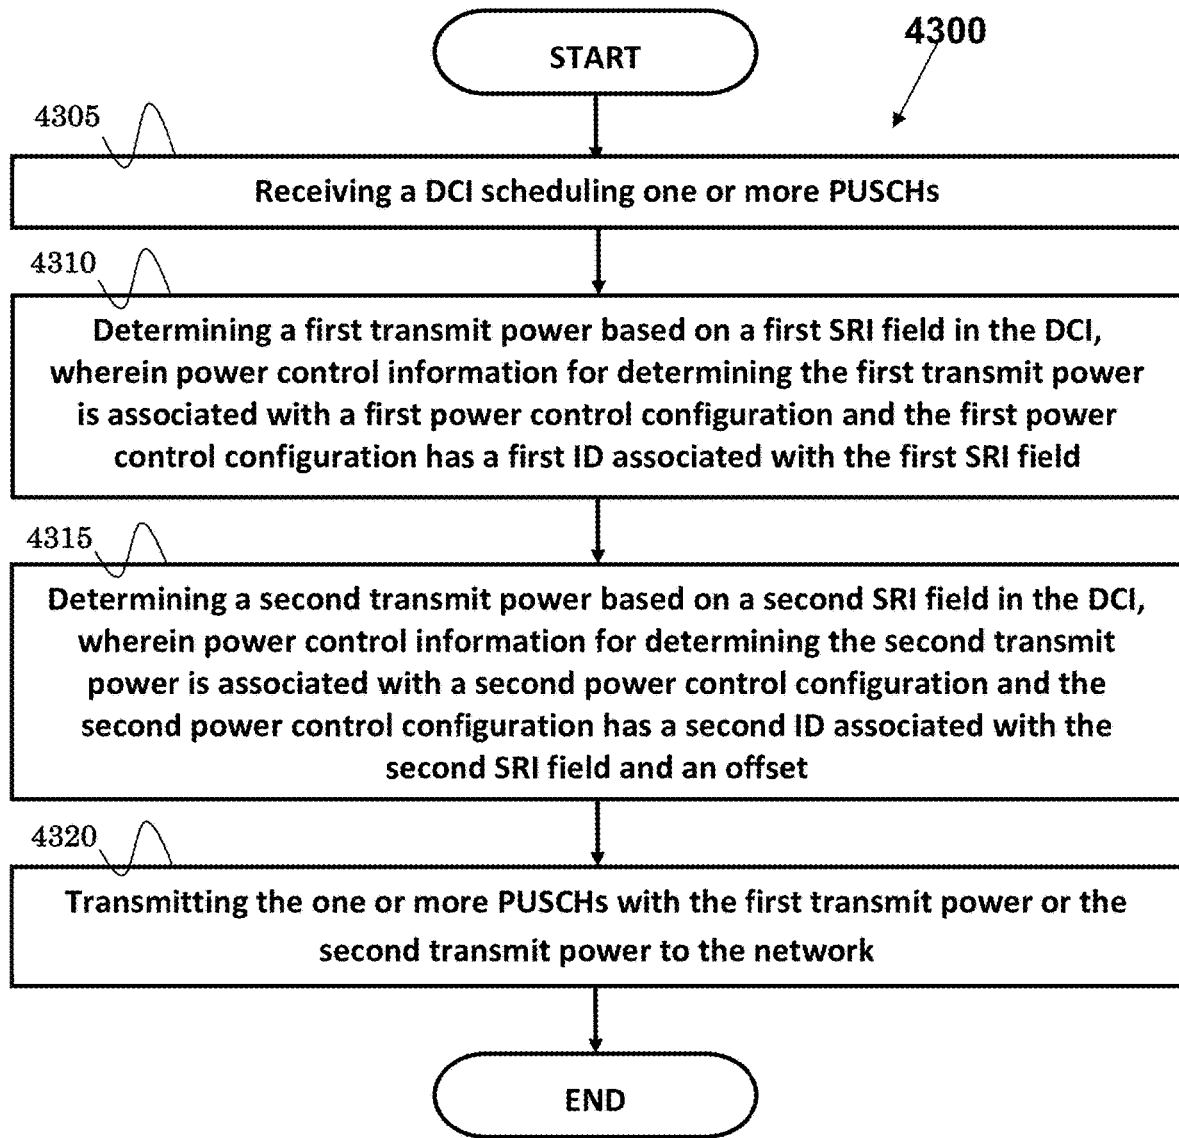 START
4300
4305
Receiving a DCI scheduling one or more PUSCHs
4310
Determining a first transmit power based on a first SRI field in the DCI,
wherein power control information for determining the first transmit power
is associated with a first power control configuration and the first power
control configuration has a first ID associated with the first SRI field
4315
Determining a second transmit power based on a second SRI field in the DCI,
wherein power control information for determining the second transmit
power is associated with a second power control configuration and the
second power control configuration has a second ID associated with the
second SRI field and an offset
4320
Transmitting the one or more PUSCHs with the first transmit power or the
second transmit power to the network
END